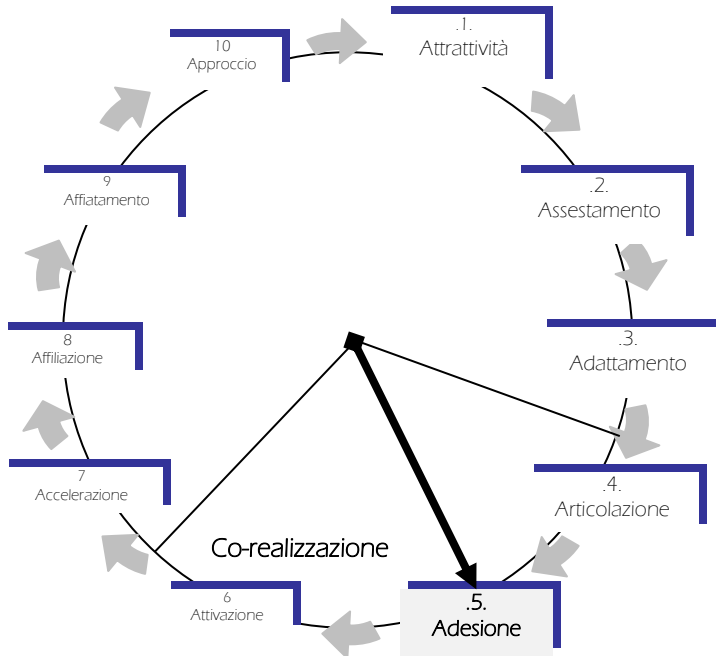 .1.
Attrattività
.2.
Assestamento
.3.
Adattamento
.4.
Articolazione
.5.
Adesione
6
Attivazione
7
Accelerazione
8
Affiliazione
9
Affiatamento
10
Approccio
Co-realizzazione